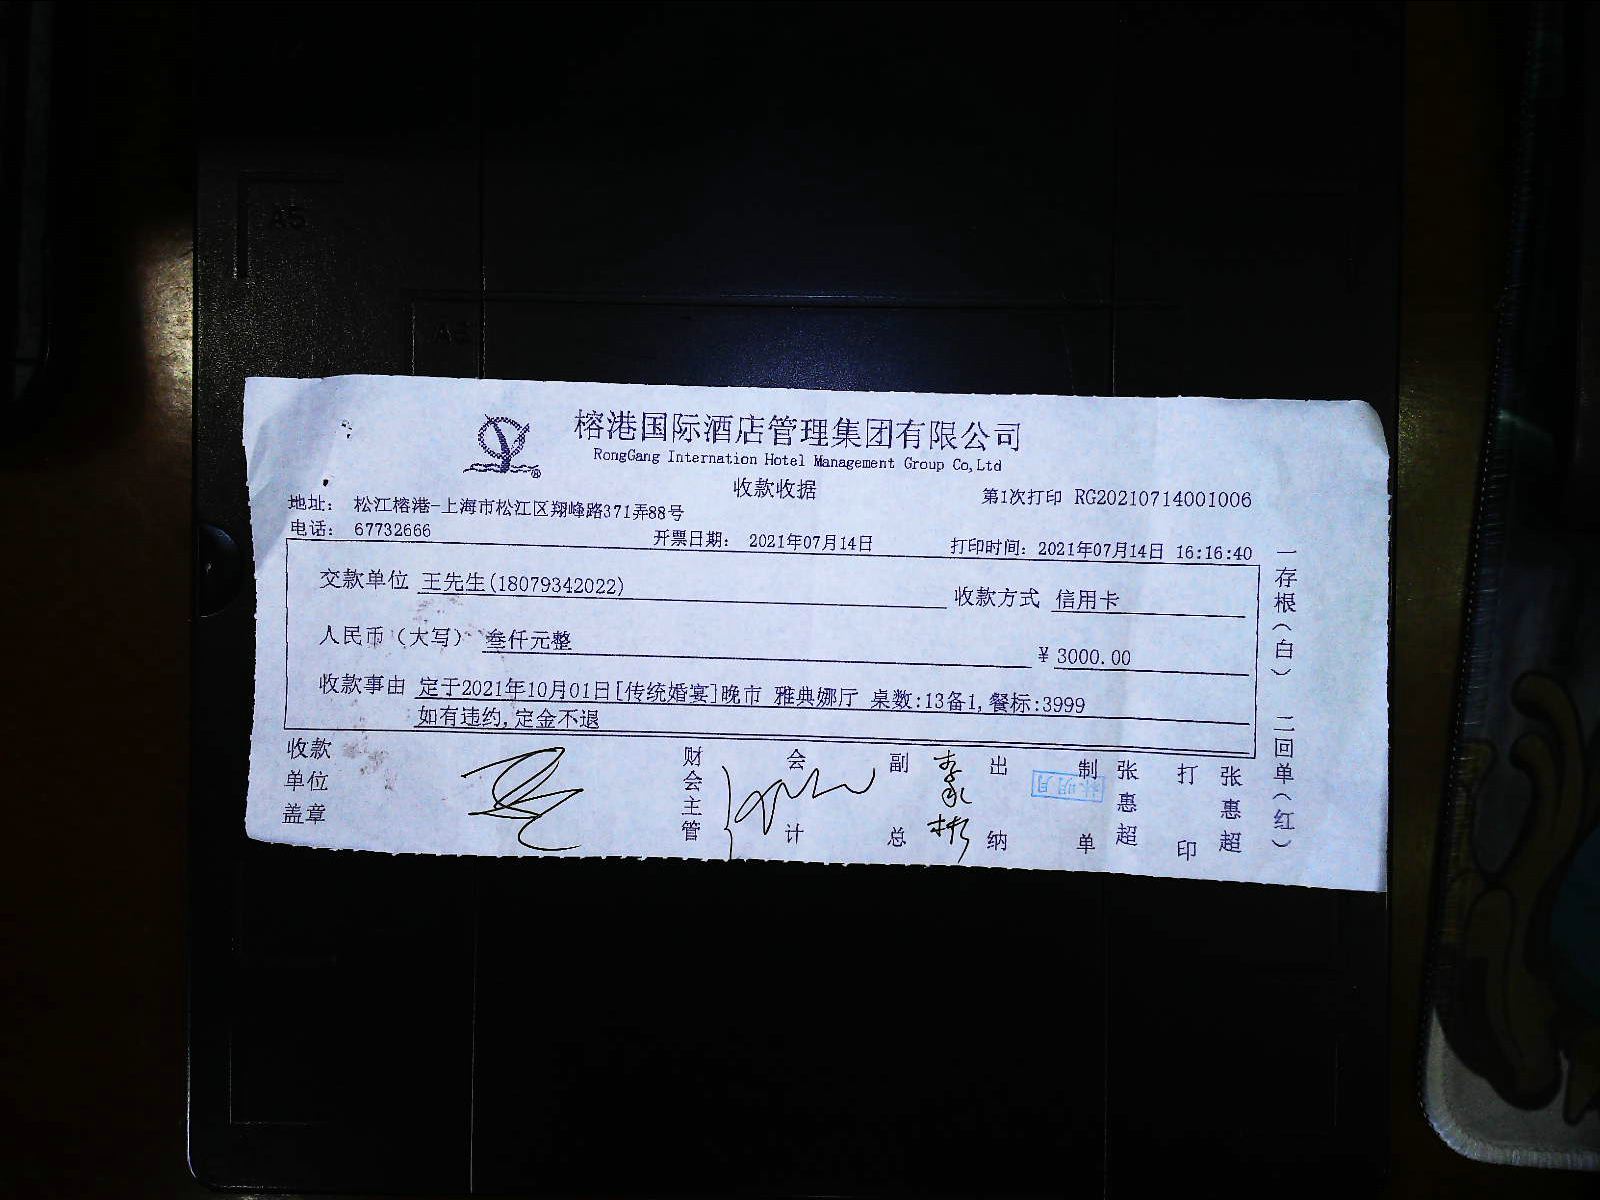 榕港国际酒店管理集团有限公司
RongGang Internation Hotel Management Group Co,Ltd
收款收据
第1次打印 RG20210714001006
地址: 松江榕港-上海市松江区翔峰路371弄88号
电话: 67732666
开票日期: 2021年07月14日
打印时间: 2021年07月14日 16:16:40
交款单位 王先生(18079342022)
收款方式 信用卡
人民币(大写) 叁仟元整
¥ 3000.00
收款事由 定于2021年10月01日[传统婚宴]晚市 雅典娜厅 桌数:13备1,餐标:3999
如有违约,定金不退
收款单位盖章
财会主管
会计
副总
出纳
制单 张惠超
打印 张惠超
一存根(白) 二回单(红)
A5